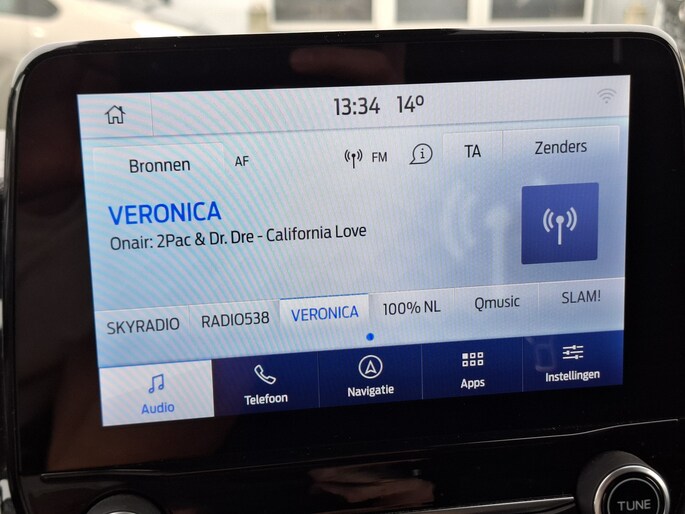 13:34 14º
Bronnen AF FM TA Zenders
VERONICA
Onair: 2Pac & Dr. Dre - California Love
SKYRADIO RADIO538 VERONICA 100% NL Qmusic SLAM!
Audio Telefoon Navigatie Apps Instellingen
TUNE